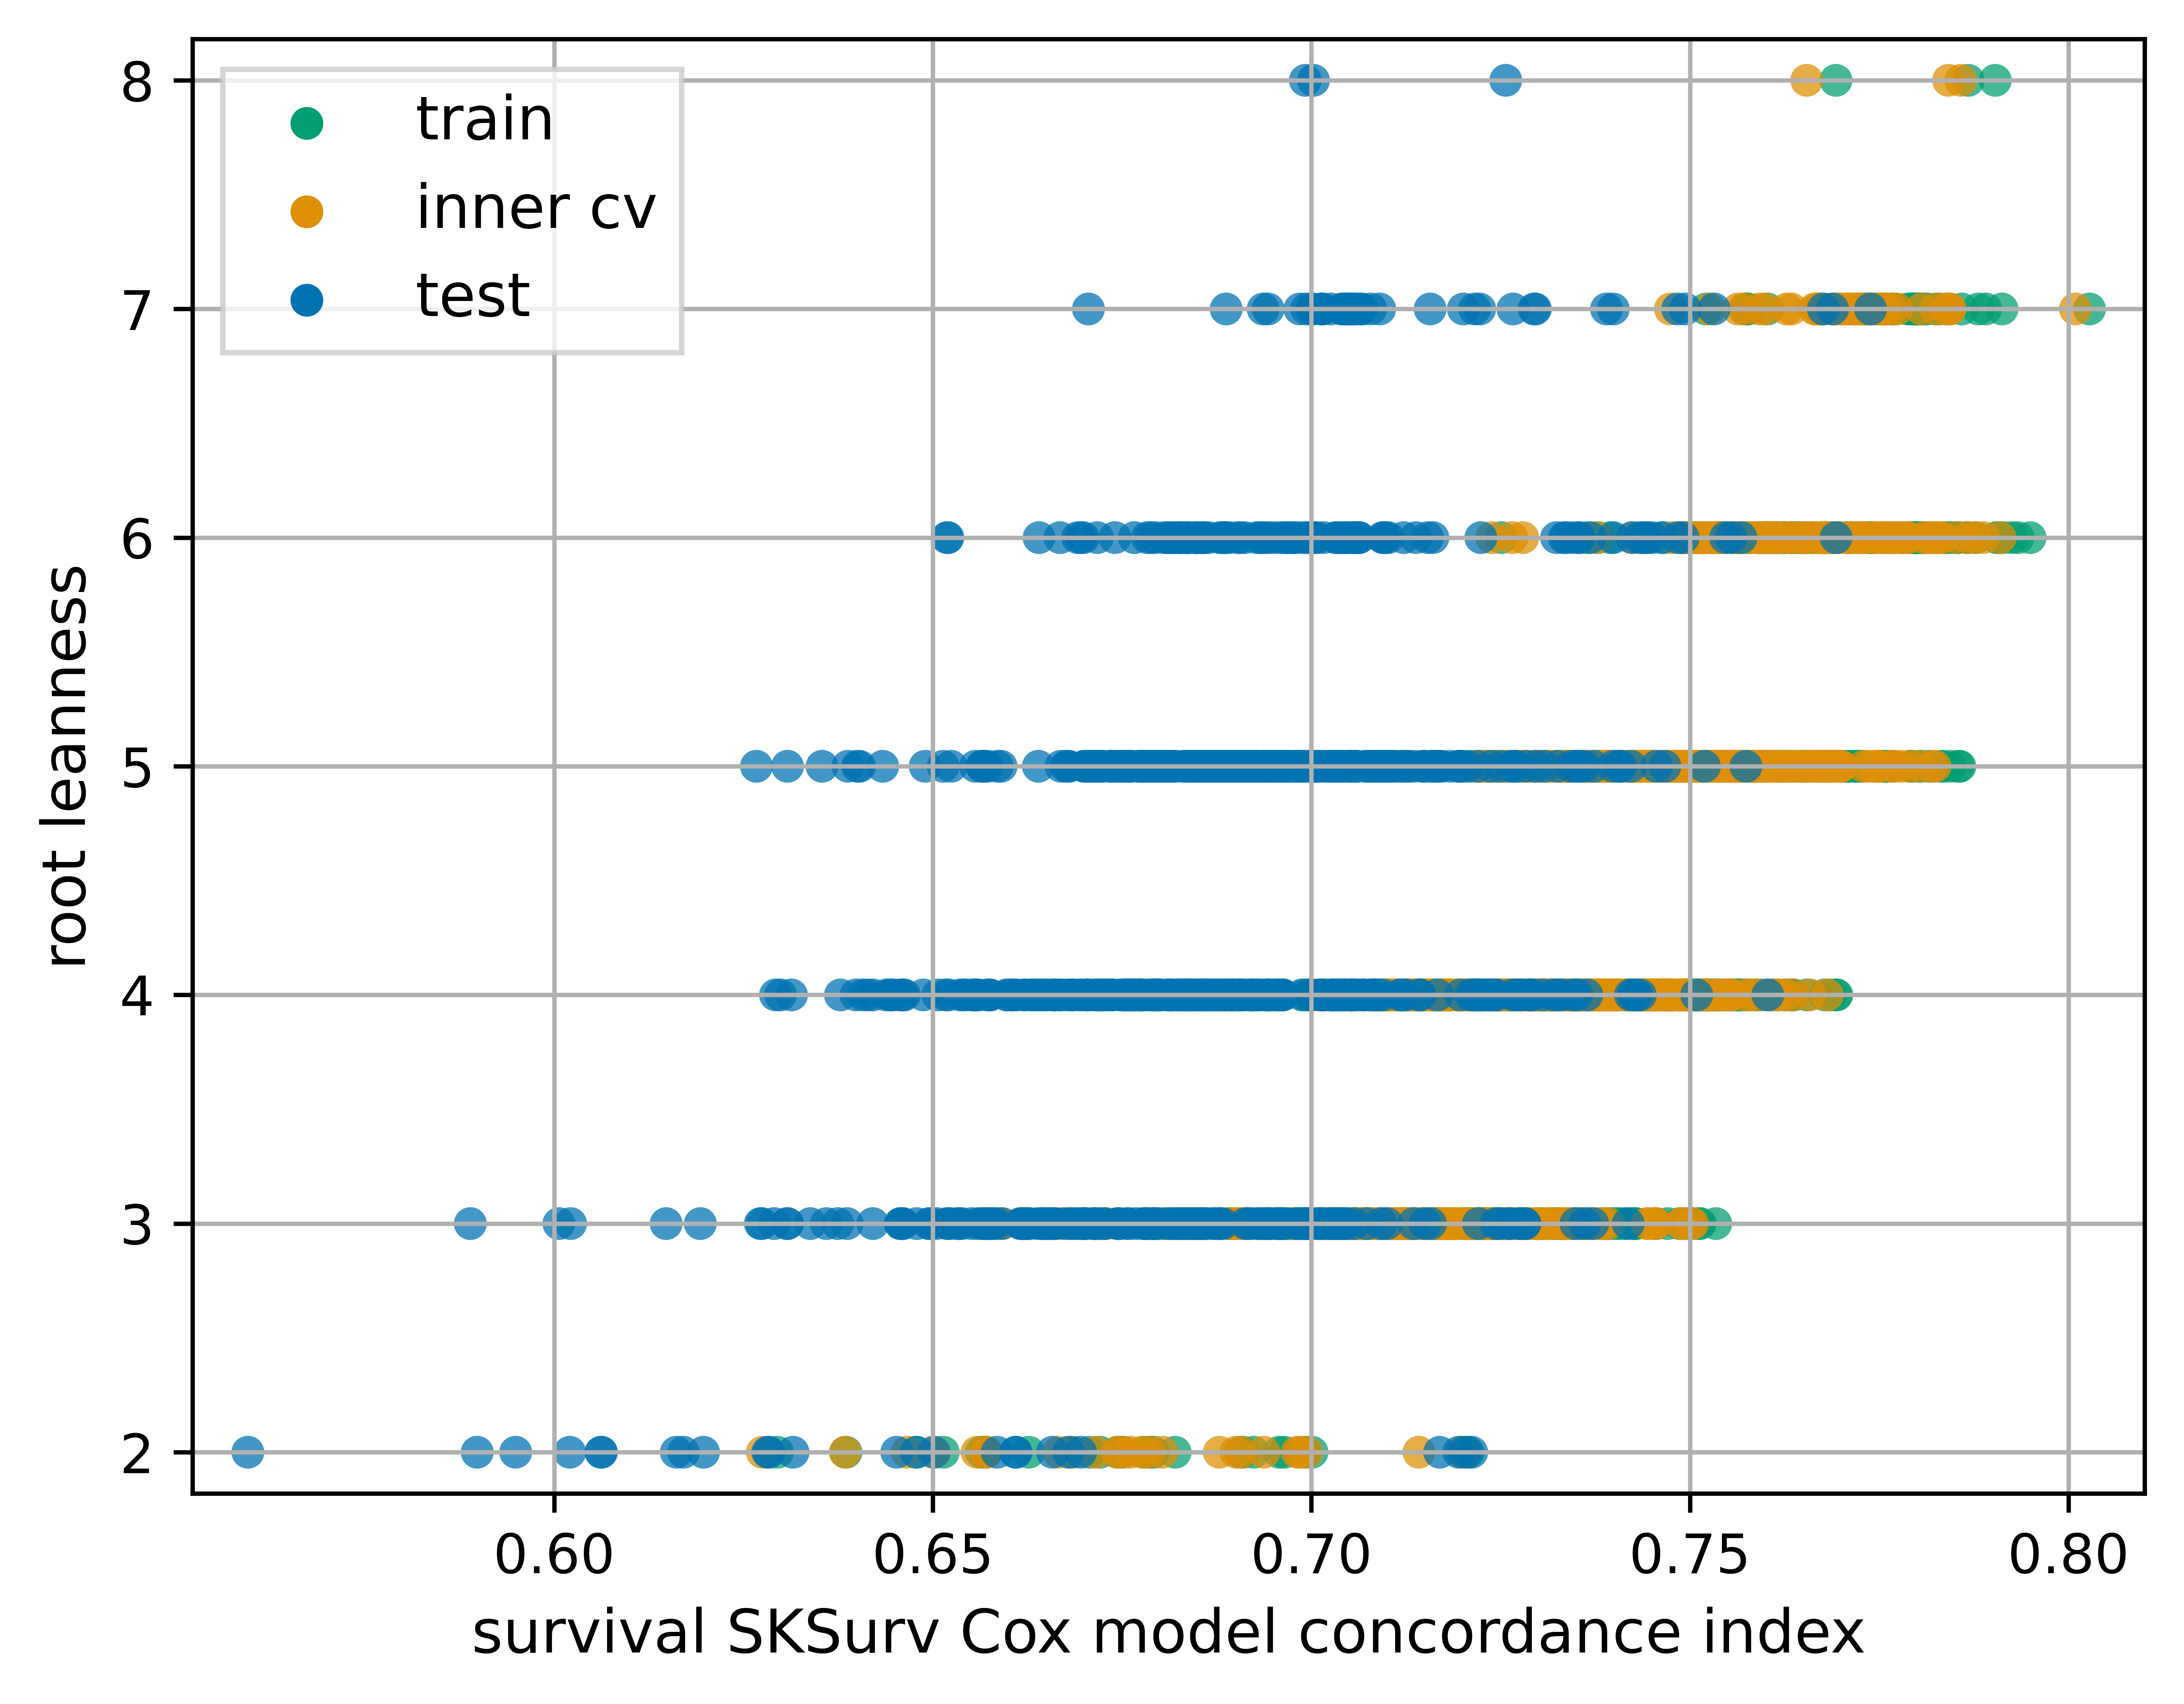 8
7
6
5
4
3
2
root leanness
train
inner cv
test
0.60
0.65
0.70
0.75
0.80
survival SKSurv Cox model concordance index